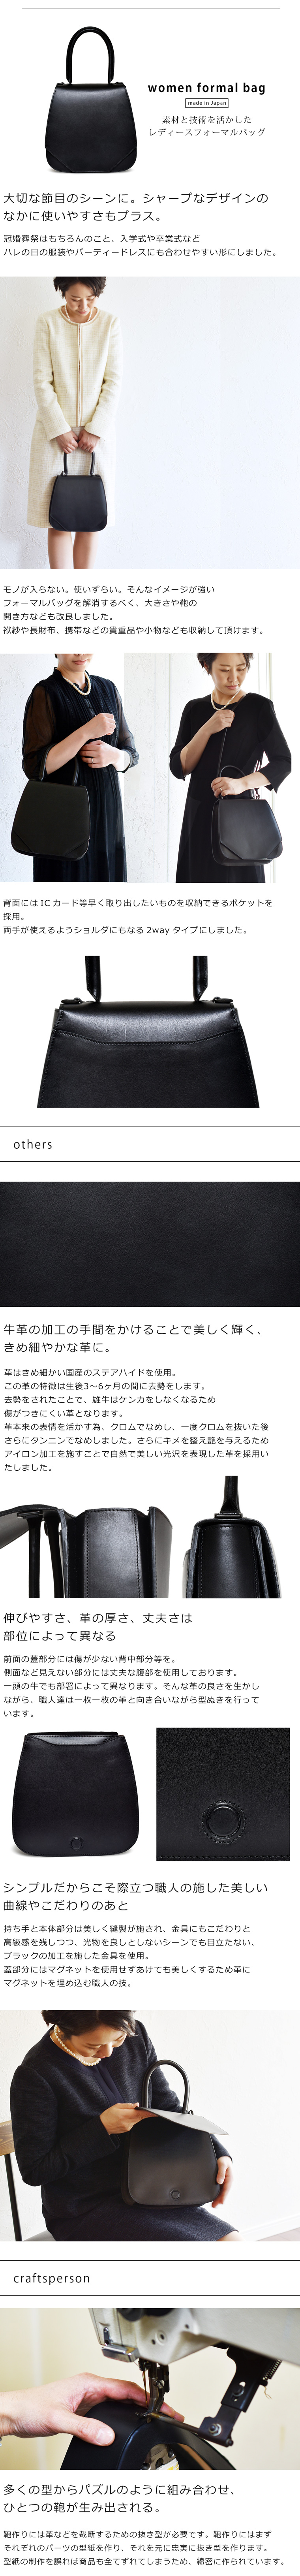 women formal bag
made in Japan
素材と技術を活かした
レディースフォーマルバッグ
大切な節目のシーンに。シャープなデザインの
なかに使いやすさもプラス。
冠婚葬祭はもちろんのこと、入学式や卒業式など
ハレの日の服装やパーティードレスにも合わせやすい形にしました。
モノが入らない。使いずらい。そんなイメージが強い
フォーマルバッグを解消するべく、大きさや鞄の
開き方なども改良しました。
袱紗や長財布、携帯などの貴重品や小物なども収納して頂けます。
背面には IC カード等早く取り出したいものを収納できるポケットを
採用。
両手が使えるようショルダにもなる 2way タイプにしました。
others
牛革の加工の手間をかけることで美しく輝く、
きめ細やかな革に。
革はきめ細かい国産のステアハイドを使用。
この革の特徴は生後3〜6ヶ月の間に去勢をします。
去勢をされたことで、雄牛はケンカをしなくなるため
傷がつきにくい革となります。
革本来の表情を活かす為、クロムでなめし、一度クロムを抜いた後
さらにタンニンでなめしました。さらにキメを整え艶を与えるため
アイロン加工を施すことで自然で美しい光沢を表現した革を採用い
たしました。
伸びやすさ、革の厚さ、丈夫さは
部位によって異なる
前面の蓋部分には傷が少ない背中部分等を。
側面など見えない部分には丈夫な腹部を使用しております。
一頭の牛でも部署によって異なります。そんな革の良さを生かし
ながら、職人達は一枚一枚の革と向き合いながら型ぬきを行って
います。
シンプルだからこそ際立つ職人の施した美しい
曲線やこだわりのあと
持ち手と本体部分は美しく縫製が施され、金具にもこだわりと
高級感を残しつつ、光物を良しとしないシーンでも目立たない、
ブラックの加工を施した金具を使用。
蓋部分にはマグネットを使用せずあけても美しくするため革に
マグネットを埋め込む職人の技。
craftsperson
多くの型からパズルのように組み合わせ、
ひとつの鞄が生み出される。
鞄作りには革などを裁断するための抜き型が必要です。鞄作りにはまず
それぞれのパーツの型紙を作り、それを元に忠実に抜き型を作ります。
型紙の制作を誤れば商品も全てずれてしまうため、綿密に作られています。